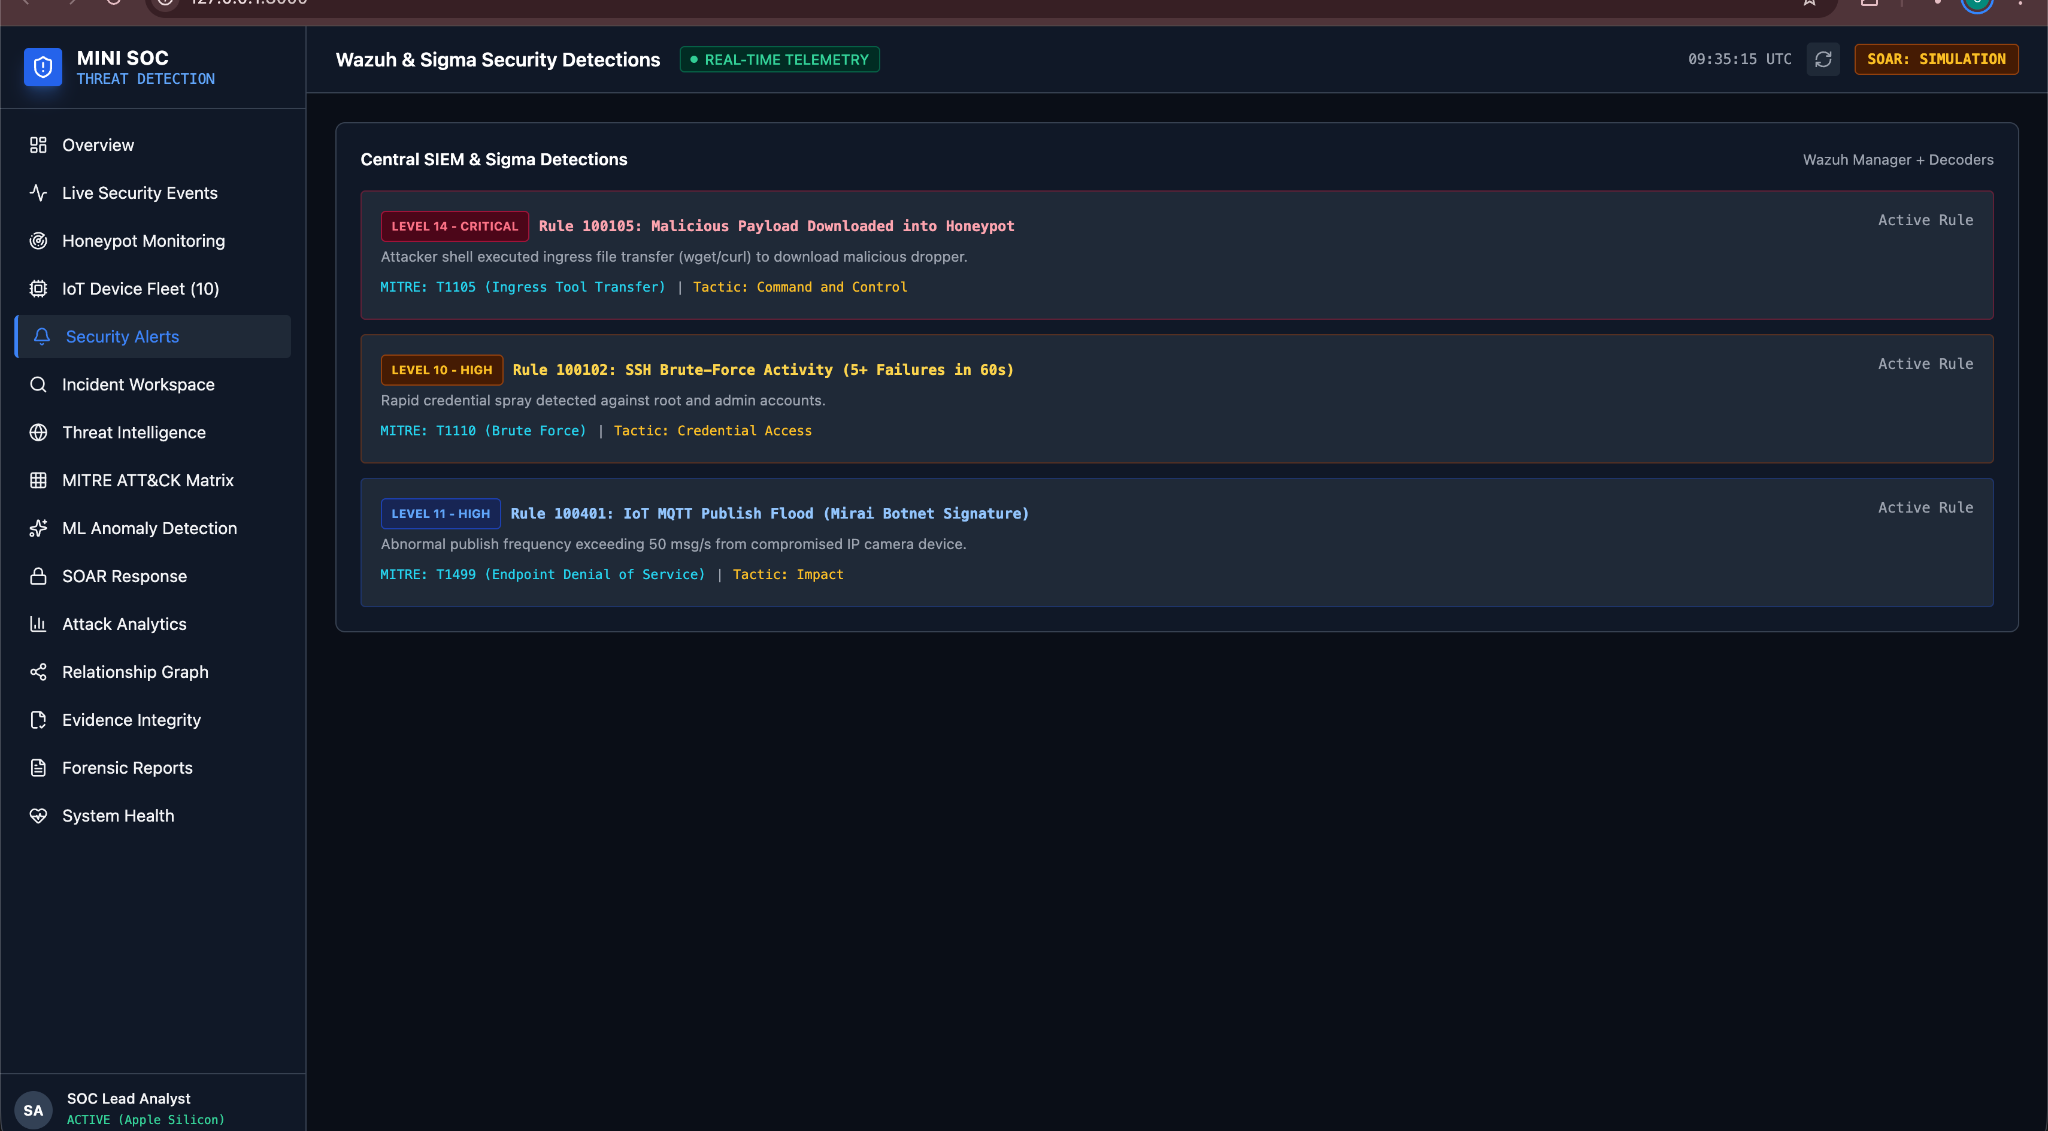 MINI SOC
THREAT DETECTION
Overview
Live Security Events
Honeypot Monitoring
IoT Device Fleet (10)
Security Alerts
Incident Workspace
Threat Intelligence
MITRE ATT&CK Matrix
ML Anomaly Detection
SOAR Response
Attack Analytics
Relationship Graph
Evidence Integrity
Forensic Reports
System Health
SA
SOC Lead Analyst
ACTIVE (Apple Silicon)
Wazuh & Sigma Security Detections
REAL-TIME TELEMETRY
09:35:15 UTC
SOAR: SIMULATION
Central SIEM & Sigma Detections
Wazuh Manager + Decoders
LEVEL 14 - CRITICAL Rule 100105: Malicious Payload Downloaded into Honeypot
Active Rule
Attacker shell executed ingress file transfer (wget/curl) to download malicious dropper.
MITRE: T1105 (Ingress Tool Transfer) | Tactic: Command and Control
LEVEL 10 - HIGH Rule 100102: SSH Brute-Force Activity (5+ Failures in 60s)
Active Rule
Rapid credential spray detected against root and admin accounts.
MITRE: T1110 (Brute Force) | Tactic: Credential Access
LEVEL 11 - HIGH Rule 100401: IoT MQTT Publish Flood (Mirai Botnet Signature)
Active Rule
Abnormal publish frequency exceeding 50 msg/s from compromised IP camera device.
MITRE: T1499 (Endpoint Denial of Service) | Tactic: Impact